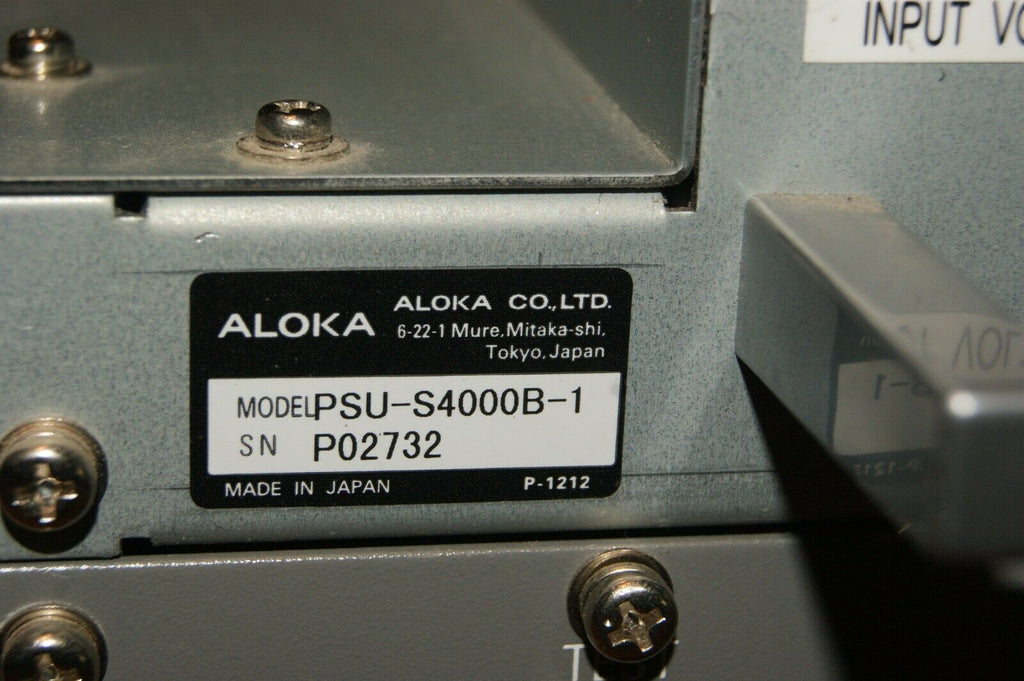 INPUT
ALOKA
ALOKA CO.,LTD.
6-22-1 Mure,Mitaka-shi,
Tokyo,Japan
MODEL PSU-S4000B-1
SN P02732
MADE IN JAPAN P-1212